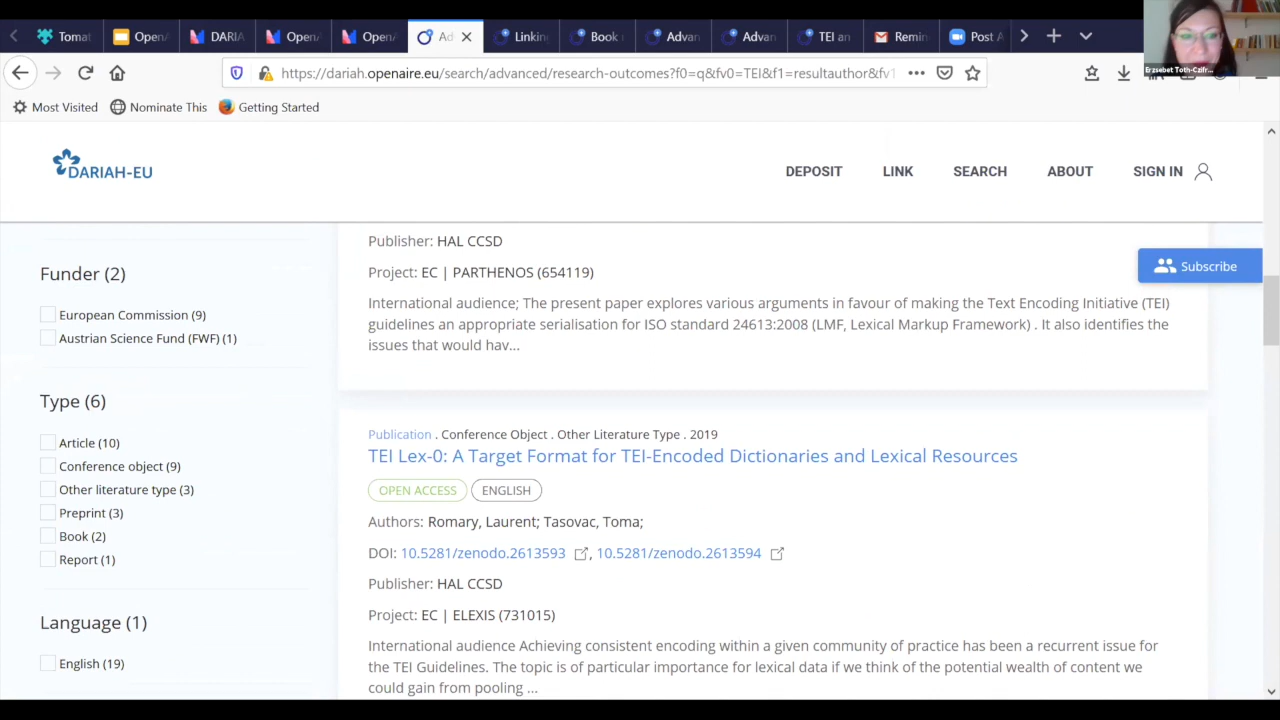 Tomat
Open
DARIA
Open
Open
Ad
Linkin
Book
Advan
Advan
TEI an
Remin
Post A
https://dariah.openaire.eu/search/advanced/research-outcomes?f0=q&fv0=TEI&f1=resultauthor&fv1
Erzsebet Toth-Czifr...
Most Visited
Nominate This
Getting Started
DARIAH-EU
DEPOSIT
LINK
SEARCH
ABOUT
SIGN IN
Subscribe
Funder (2)
European Commission (9)
Austrian Science Fund (FWF) (1)
Type (6)
Article (10)
Conference object (9)
Other literature type (3)
Preprint (3)
Book (2)
Report (1)
Language (1)
English (19)
Publisher: HAL CCSD
Project: EC | PARTHENOS (654119)
International audience; The present paper explores various arguments in favour of making the Text Encoding Initiative (TEI)
guidelines an appropriate serialisation for ISO standard 24613:2008 (LMF, Lexical Markup Framework) . It also identifies the
issues that would hav...
Publication . Conference Object . Other Literature Type . 2019
TEI Lex-0: A Target Format for TEI-Encoded Dictionaries and Lexical Resources
OPEN ACCESS
ENGLISH
Authors: Romary, Laurent; Tasovac, Toma;
DOI: 10.5281/zenodo.2613593 , 10.5281/zenodo.2613594
Publisher: HAL CCSD
Project: EC | ELEXIS (731015)
International audience Achieving consistent encoding within a given community of practice has been a recurrent issue for
the TEI Guidelines. The topic is of particular importance for lexical data if we think of the potential wealth of content we
could gain from pooling ...